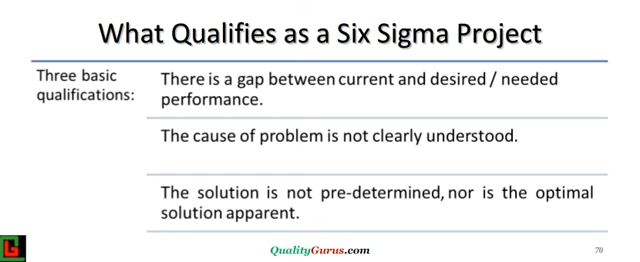 What Qualifies as a Six Sigma Project
Three basic
qualifications:
There is a gap between current and desired / needed
performance.
The cause of problem is not clearly understood.
The solution is not pre-determined, nor is the optimal
solution apparent.
QualityGurus.com
70